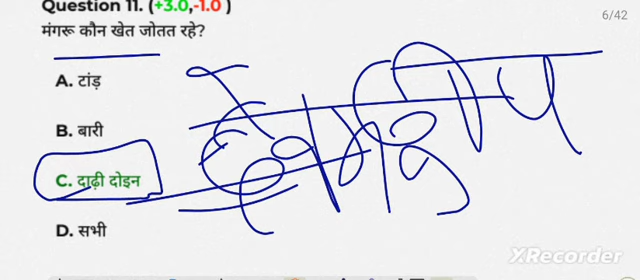 Question 11. (+3.0,-1.0 )
6/42
मंगरू कौन खेत जोतत रहे?
A. टांड़
B. बारी
C. दाढ़ी दोइन
D. सभी
XRecorder